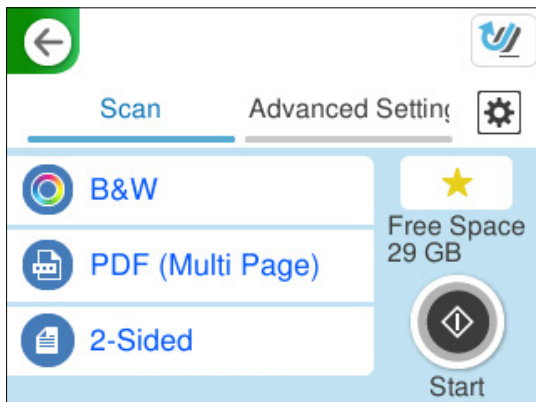 Scan
Advanced Setting
B&W
PDF (Multi Page)
2-Sided
Free Space
29 GB
Start